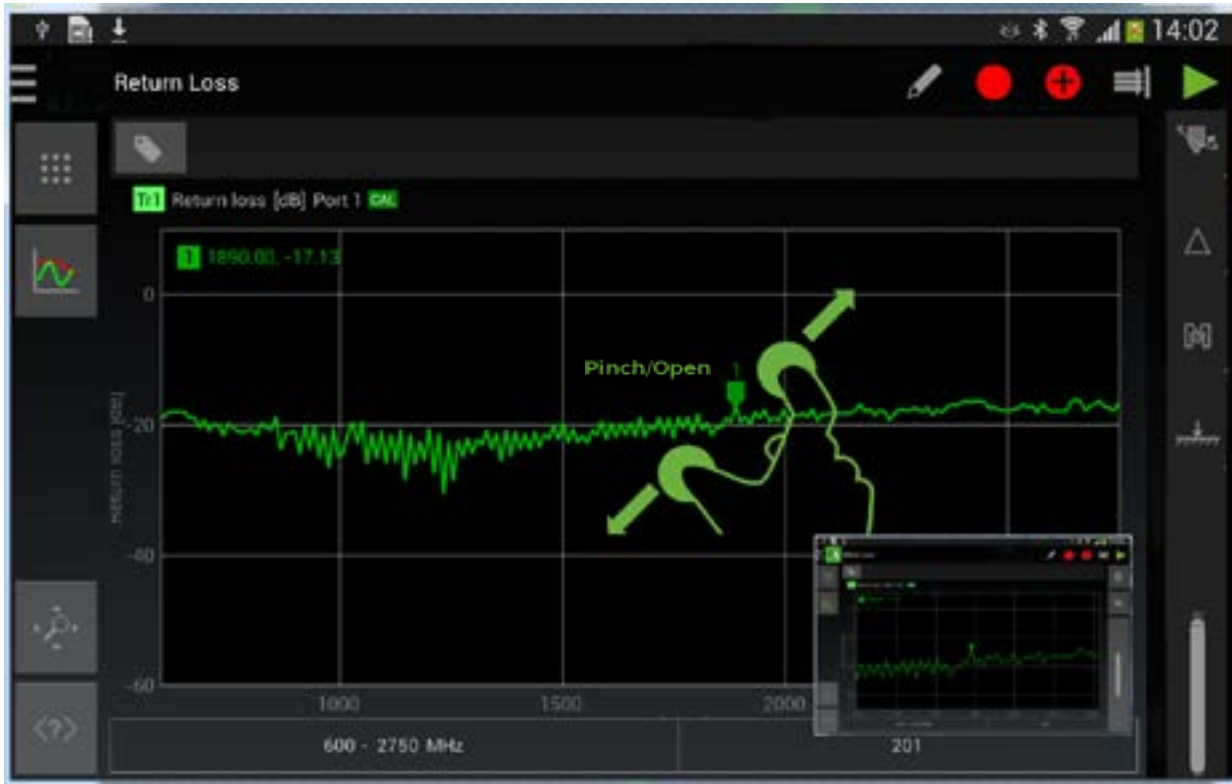 14:02
Return Loss
Tr1 Return loss [dB] Port 1 CAL
1 1890.00, -17.13
0
Pinch/Open
1
-20
-40
-60
1000 1500 2000
600 - 2750 MHz 201
<?>